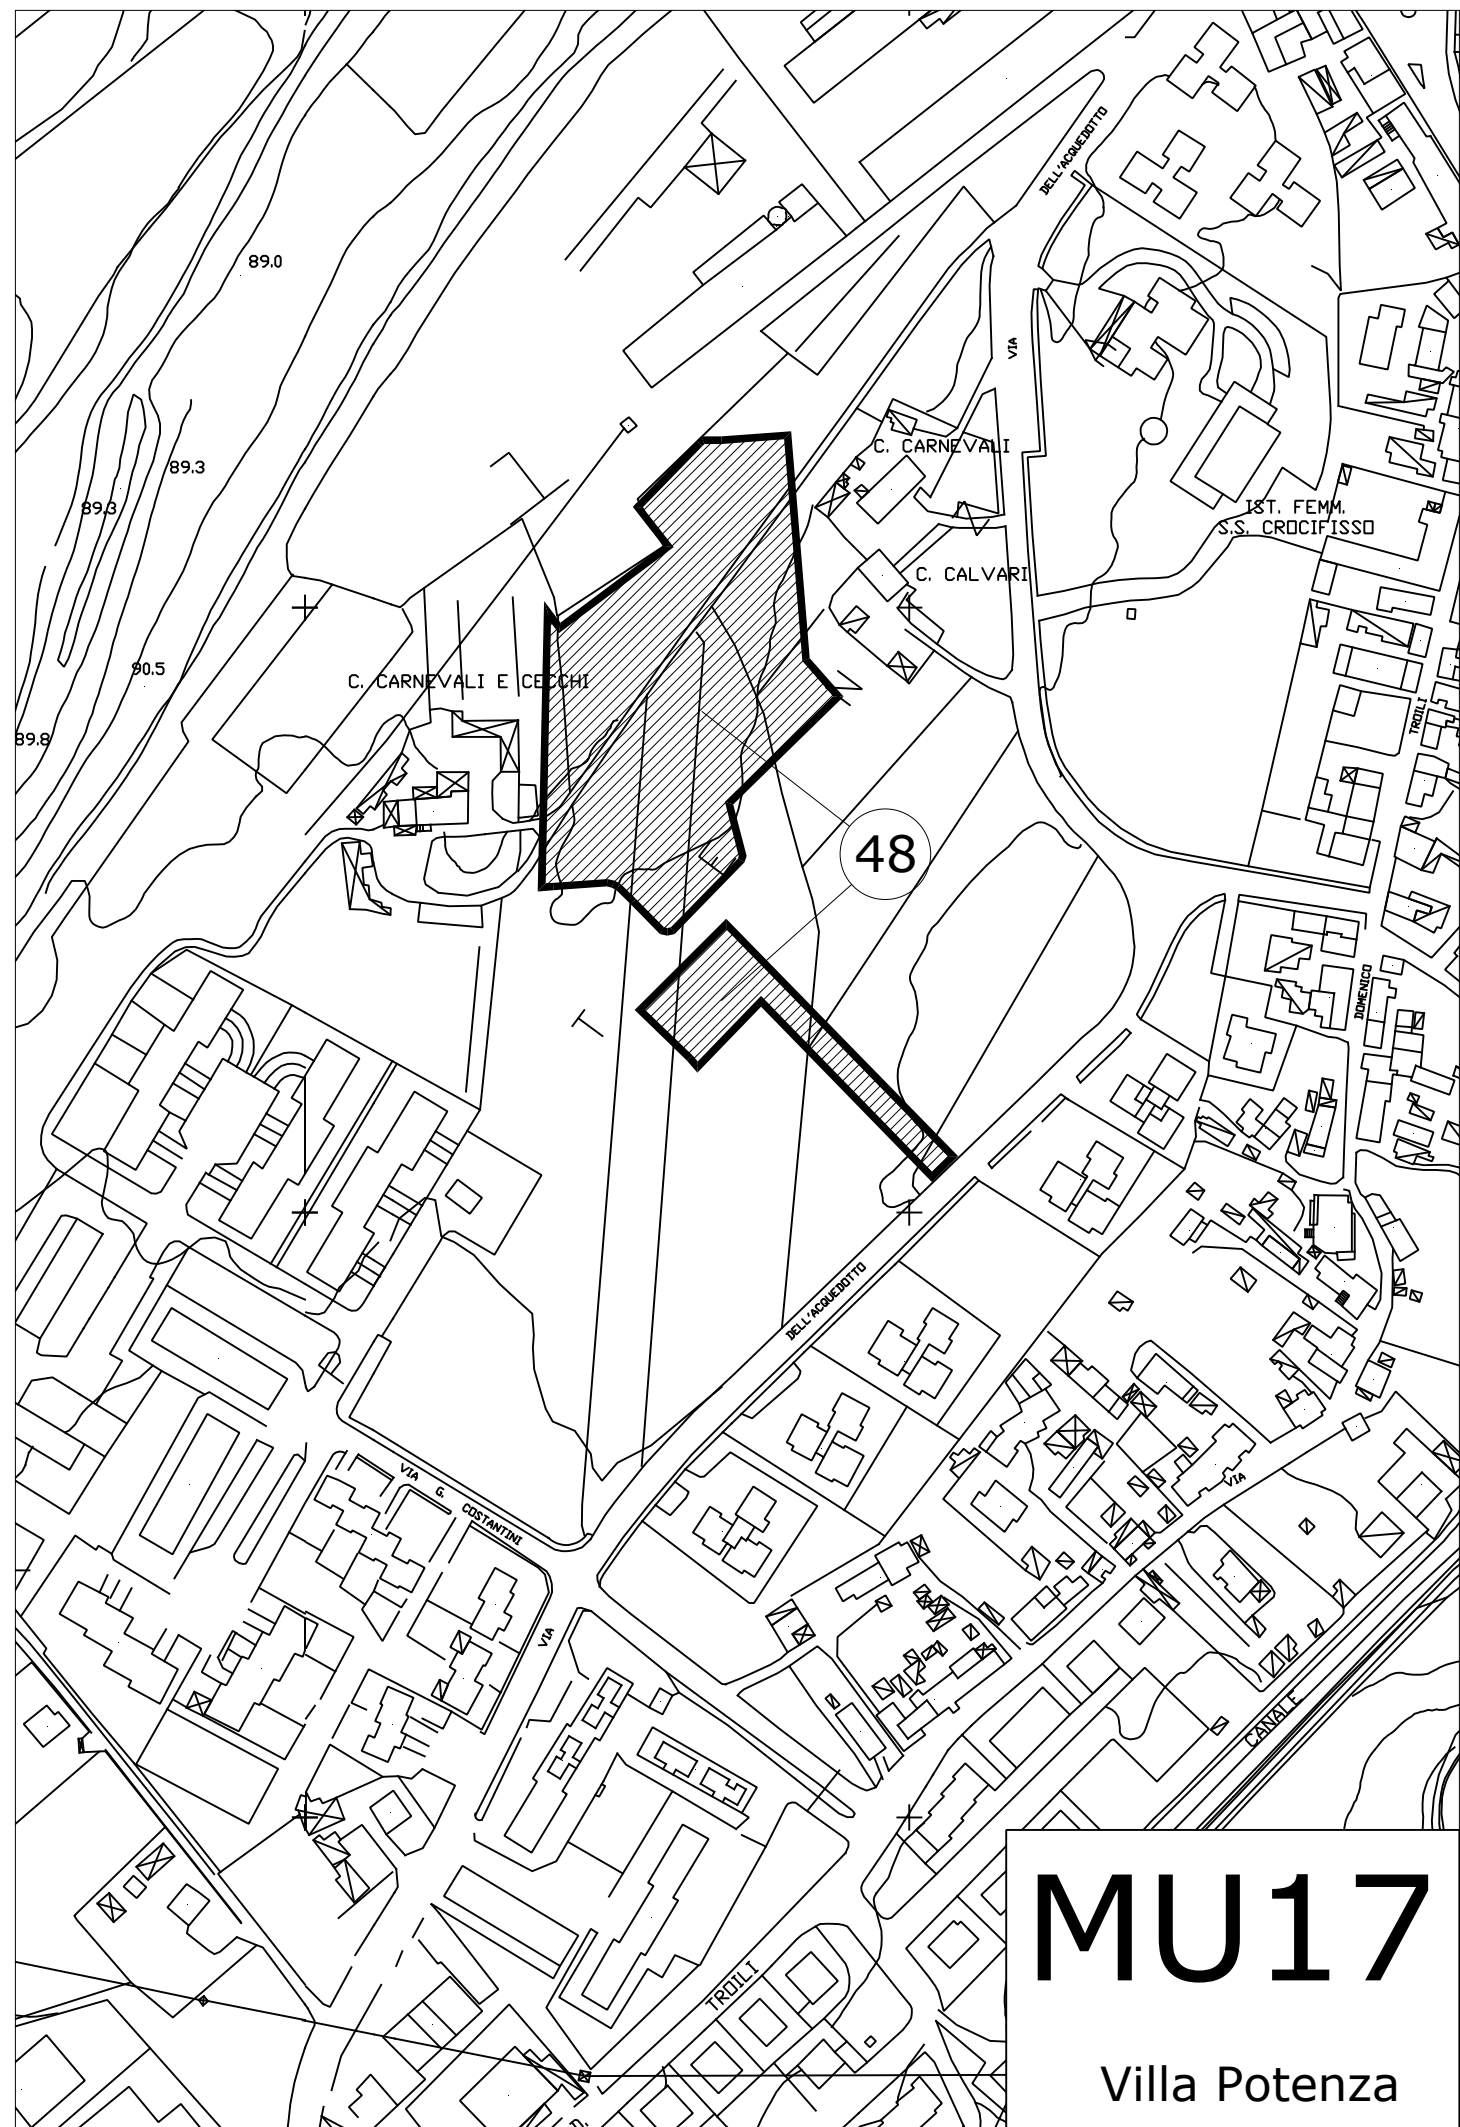 DELL'ACQUEDOTTO
89.0
VIA
C. CARNEVALI
89.3
89.3
IST. FEMM.
S.S. CROCIFISSO
C. CALVARI
90.5
C. CARNEVALI E CECCHI
TROILI
89.8
48
DOMENICO
DELL'ACQUEDOTTO
VIA G. COSTANTINI
VIA
VIA
CANALE
TROILI
MU17
Villa Potenza